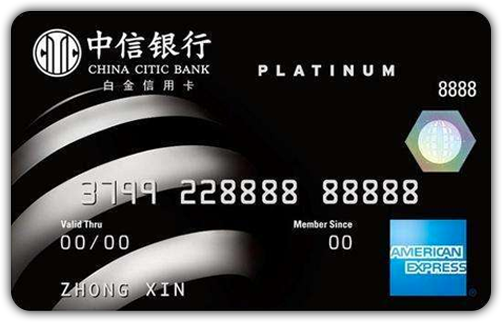 中信银行
CHINA CITIC BANK
白金信用卡
PLATINUM
8888
3799 228888 88888
Valid Thru
00/00
Member Since
00
AMERICAN
EXPRESS
ZHONG XIN